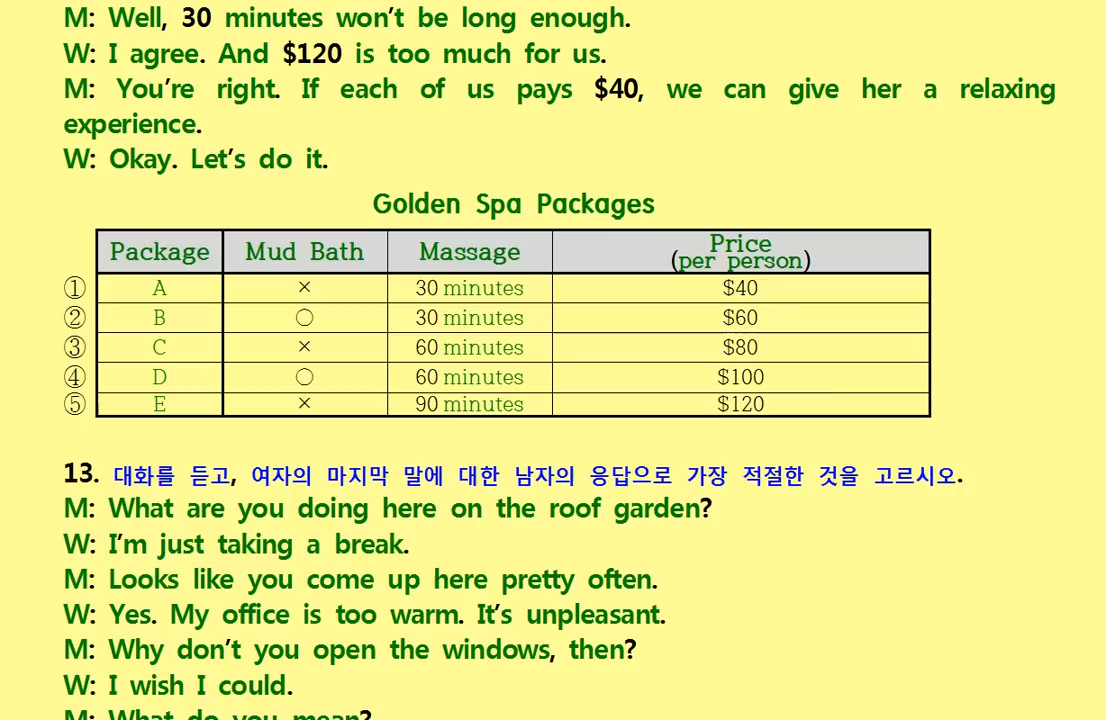 M: Well, 30 minutes won't be long enough.
W: I agree. And $120 is too much for us.
M: You're right. If each of us pays $40, we can give her a relaxing
experience.
W: Okay. Let's do it.
Golden Spa Packages
Package Mud Bath Massage Price (per person)
① A × 30 minutes $40
② B ○ 30 minutes $60
③ C × 60 minutes $80
④ D ○ 60 minutes $100
⑤ E × 90 minutes $120
13. 대화를 듣고, 여자의 마지막 말에 대한 남자의 응답으로 가장 적절한 것을 고르시오.
M: What are you doing here on the roof garden?
W: I'm just taking a break.
M: Looks like you come up here pretty often.
W: Yes. My office is too warm. It's unpleasant.
M: Why don't you open the windows, then?
W: I wish I could.
M: What do you mean?